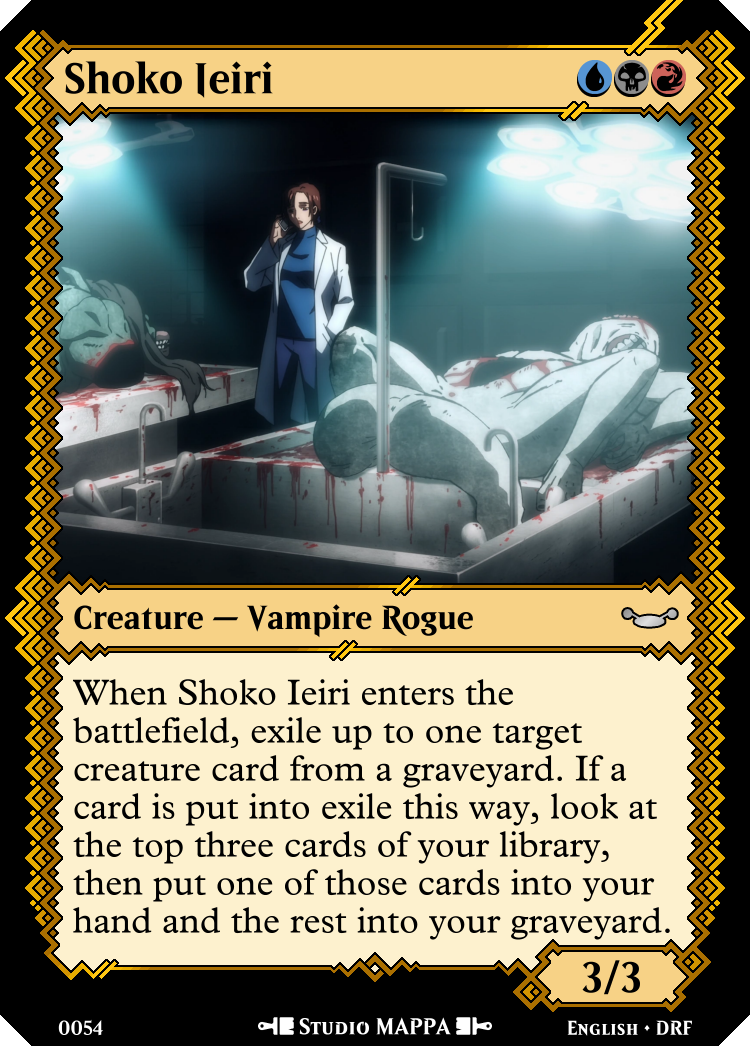 Shoko Ieiri
Creature — Vampire Rogue
When Shoko Ieiri enters the
battlefield, exile up to one target
creature card from a graveyard. If a
card is put into exile this way, look at
the top three cards of your library,
then put one of those cards into your
hand and the rest into your graveyard.
3/3
0054
Studio MAPPA
English • DRF